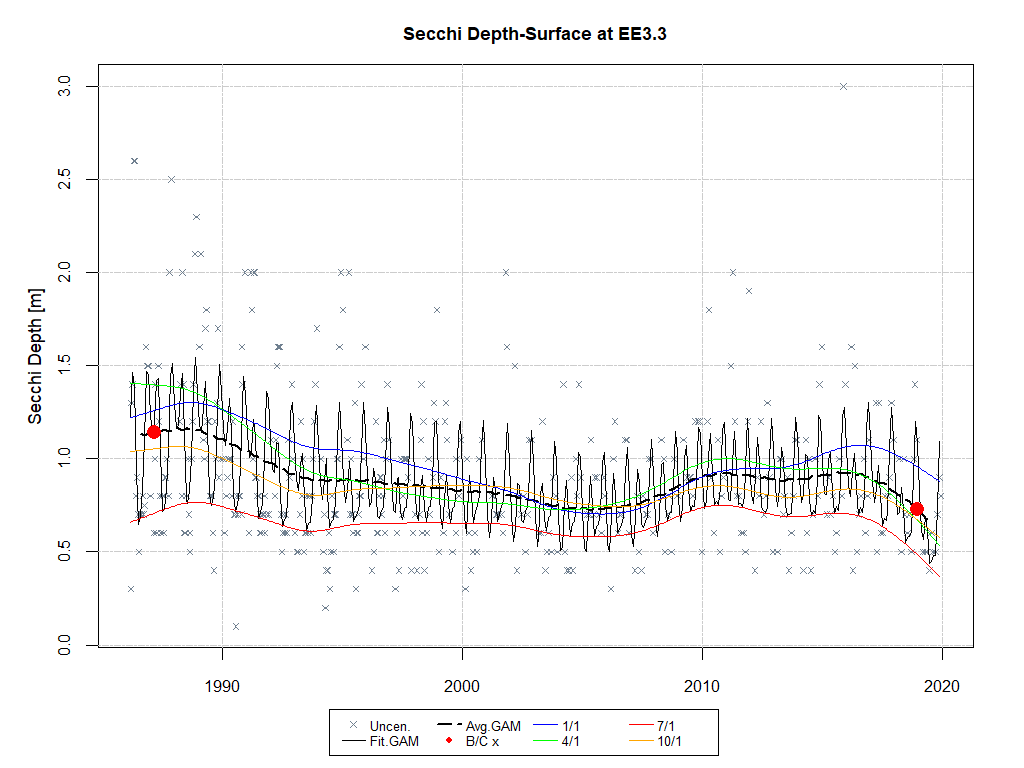 Secchi Depth-Surface at EE3.3
Secchi Depth [m]
3.0
2.5
2.0
1.5
1.0
0.5
0.0
1990 2000 2010 2020
Uncen. Avg.GAM 1/1 7/1
Fit.GAM B/C x 4/1 10/1